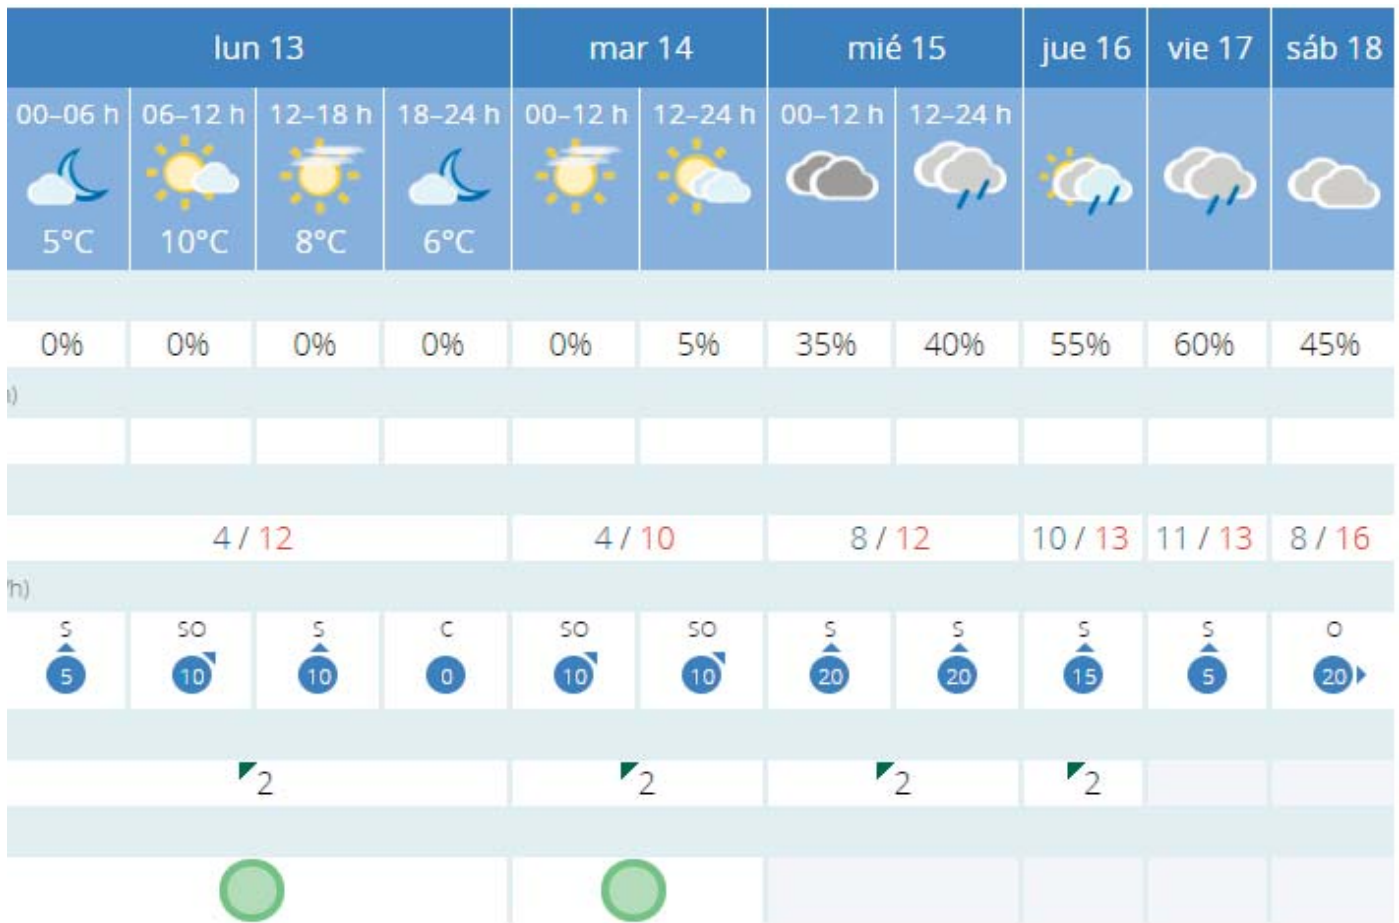 lun 13 mar 14 mié 15 jue 16 vie 17 sáb 18
00–06 h 06–12 h 12–18 h 18–24 h 00–12 h 12–24 h 00–12 h 12–24 h
5°C 10°C 8°C 6°C
0% 0% 0% 0% 0% 5% 35% 40% 55% 60% 45%
)
4 / 12 4 / 10 8 / 12 10 / 13 11 / 13 8 / 16
/h)
S SO S C SO SO S S S S O
5 10 10 0 10 10 20 20 15 5 20
2 2 2 2